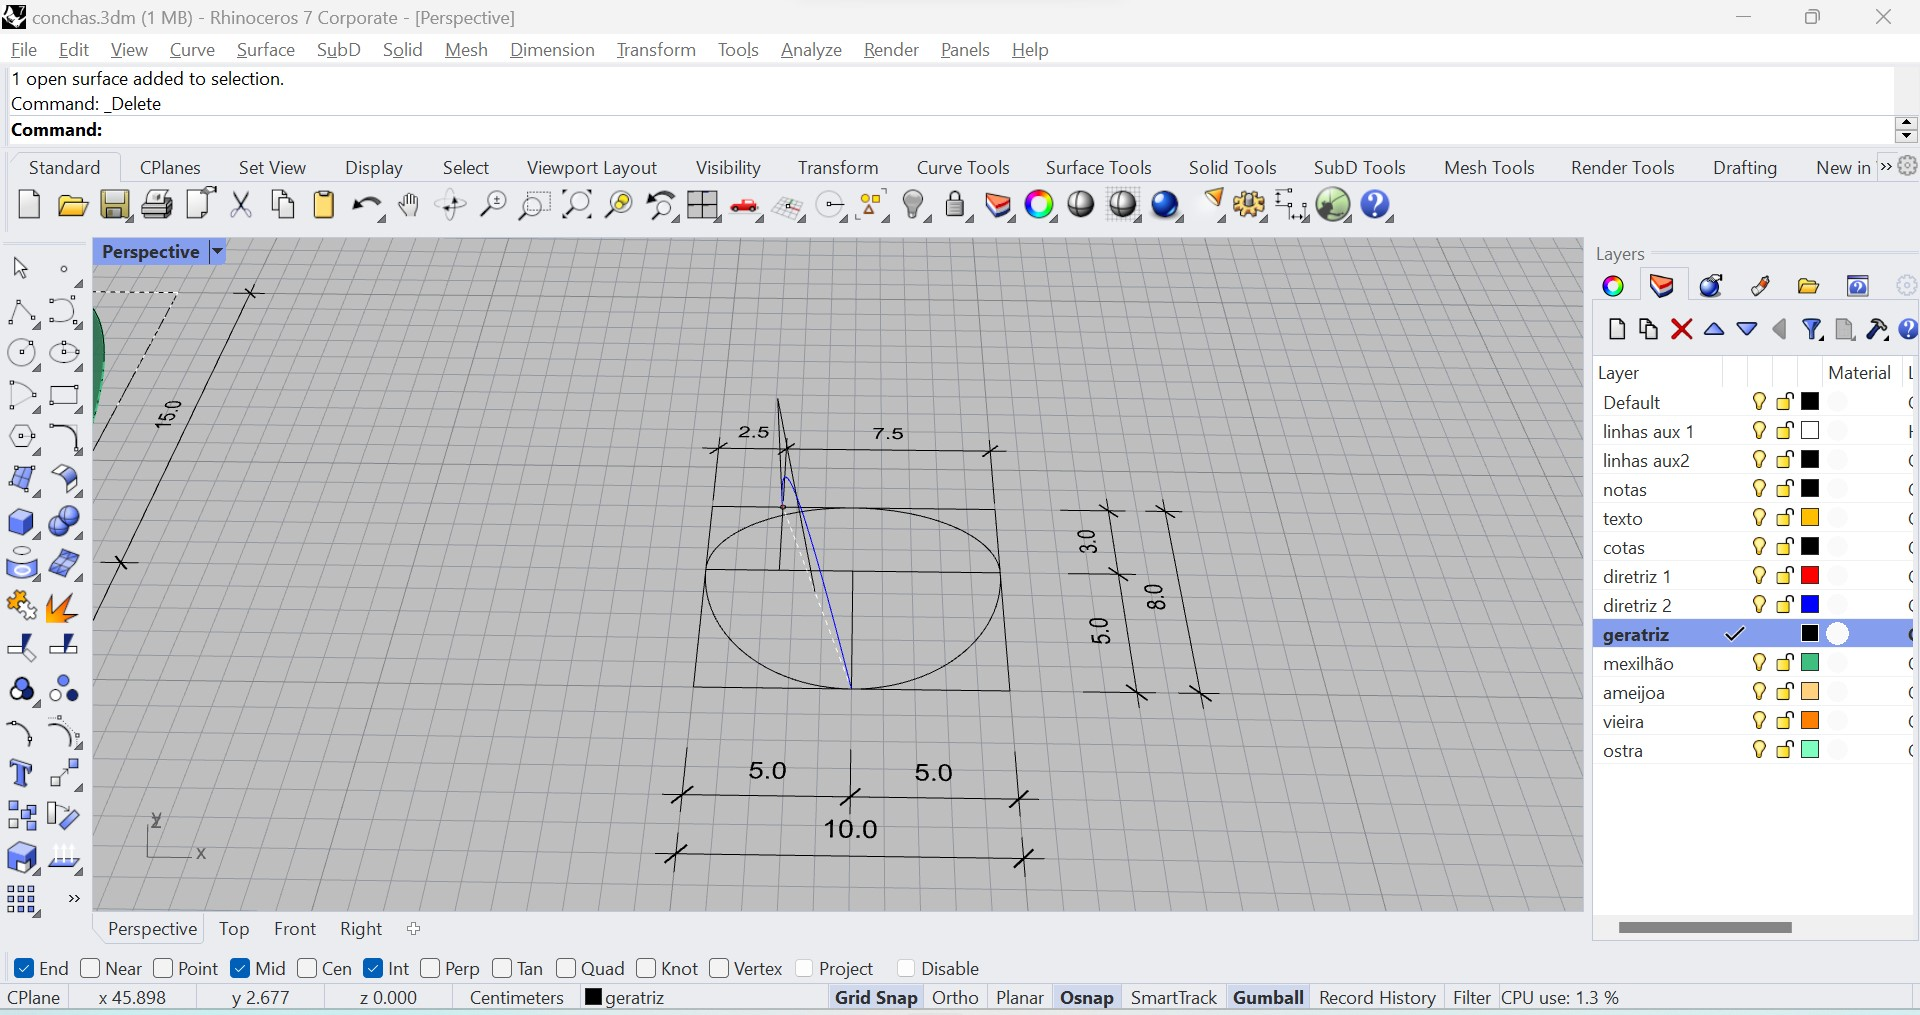 conchas.3dm (1 MB) - Rhinoceros 7 Corporate - [Perspective]
File Edit View Curve Surface SubD Solid Mesh Dimension Transform Tools Analyze Render Panels Help
1 open surface added to selection.
Command: _Delete
Command:
Standard CPlanes Set View Display Select Viewport Layout Visibility Transform Curve Tools Surface Tools Solid Tools SubD Tools Mesh Tools Render Tools Drafting New in »
Perspective
Layers
Layer Material
Default
linhas aux 1
linhas aux2
notas
texto
cotas
diretriz 1
diretriz 2
geratriz
mexilhão
ameijoa
vieira
ostra
15.0
2.5 7.5
3.0
8.0
5.0
5.0 5.0
10.0
y
x
Perspective Top Front Right
End Near Point Mid Cen Int Perp Tan Quad Knot Vertex Project Disable
CPlane x 45.898 y 2.677 z 0.000 Centimeters geratriz Grid Snap Ortho Planar Osnap SmartTrack Gumball Record History Filter CPU use: 1.3 %